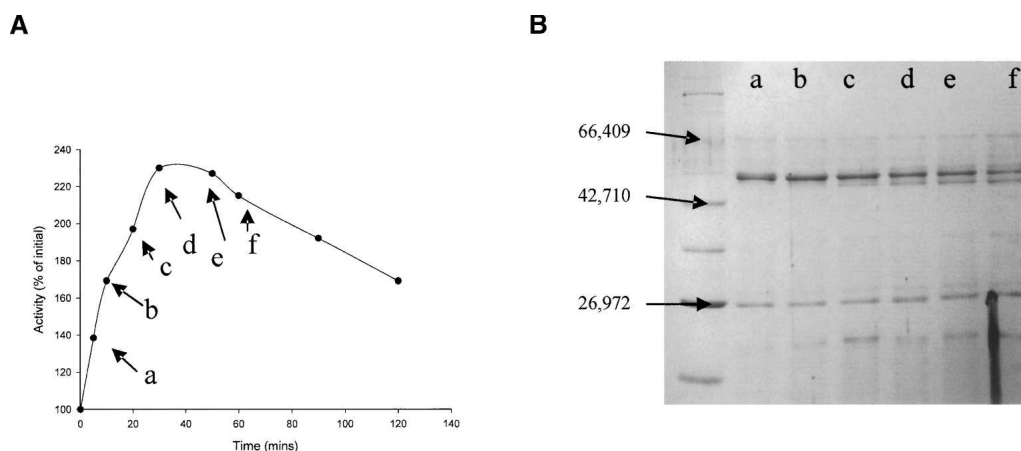 A
B
240
220
200
180
160
140
120
100
Activity (% of initial)
0 20 40 60 80 100 120 140
Time (mins)
a
b
c
d
e
f
a b c d e f
66,409
42,710
26,972